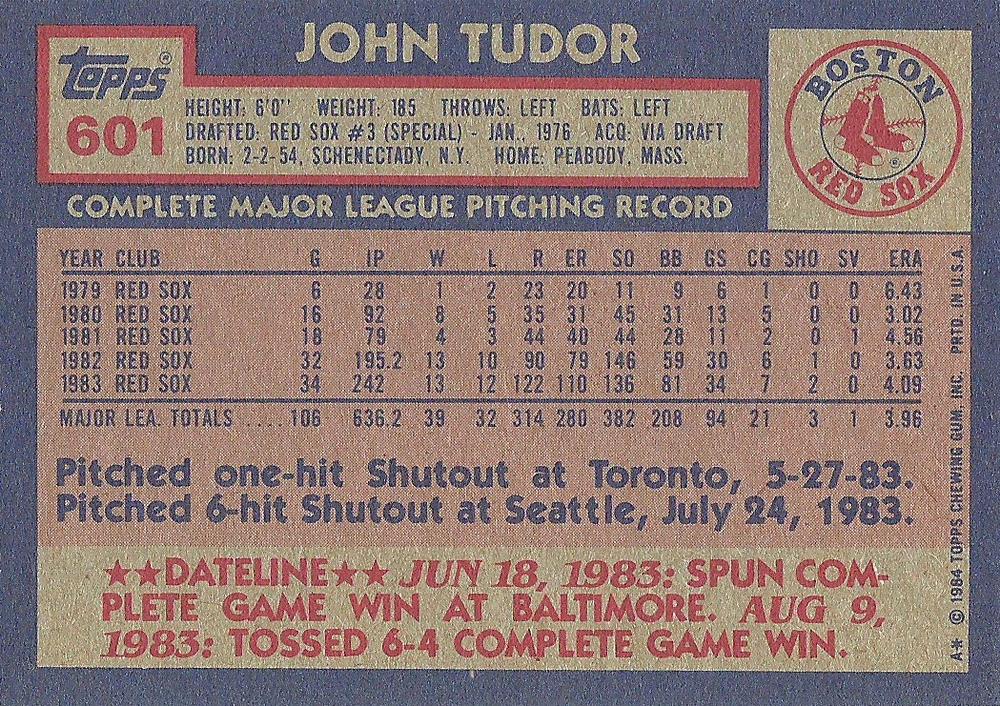 JOHN TUDOR
Topps®
601
HEIGHT: 6'0" WEIGHT: 185 THROWS: LEFT BATS: LEFT
DRAFTED: RED SOX #3 (SPECIAL) - JAN., 1976 ACQ. VIA DRAFT
BORN: 2-2-54, SCHENECTADY, N.Y. HOME: PEABODY, MASS.
BOSTON
RED SOX
®
COMPLETE MAJOR LEAGUE PITCHING RECORD
YEAR CLUB G IP W L R ER SO BB GS CG SHO SV ERA
1979 RED SOX 6 28 1 2 23 20 11 9 6 1 0 0 6.43
1980 RED SOX 16 92 8 5 35 31 45 31 13 5 0 0 3.02
1981 RED SOX 18 79 4 3 44 40 44 28 11 2 0 1 4.56
1982 RED SOX 32 195.2 13 10 90 79 146 59 30 6 1 0 3.63
1983 RED SOX 34 242 13 12 122 110 136 81 34 7 2 0 4.09
MAJOR LEA. TOTALS .... 106 636.2 39 32 314 280 382 208 94 21 3 1 3.96
Pitched one-hit Shutout at Toronto, 5-27-83.
Pitched 6-hit Shutout at Seattle, July 24, 1983.
★★DATELINE★★ JUN 18, 1983: SPUN COM-
PLETE GAME WIN AT BALTIMORE. AUG 9,
1983: TOSSED 6-4 COMPLETE GAME WIN.
A* © 1984 TOPPS CHEWING GUM, INC. PRTD. IN U.S.A.